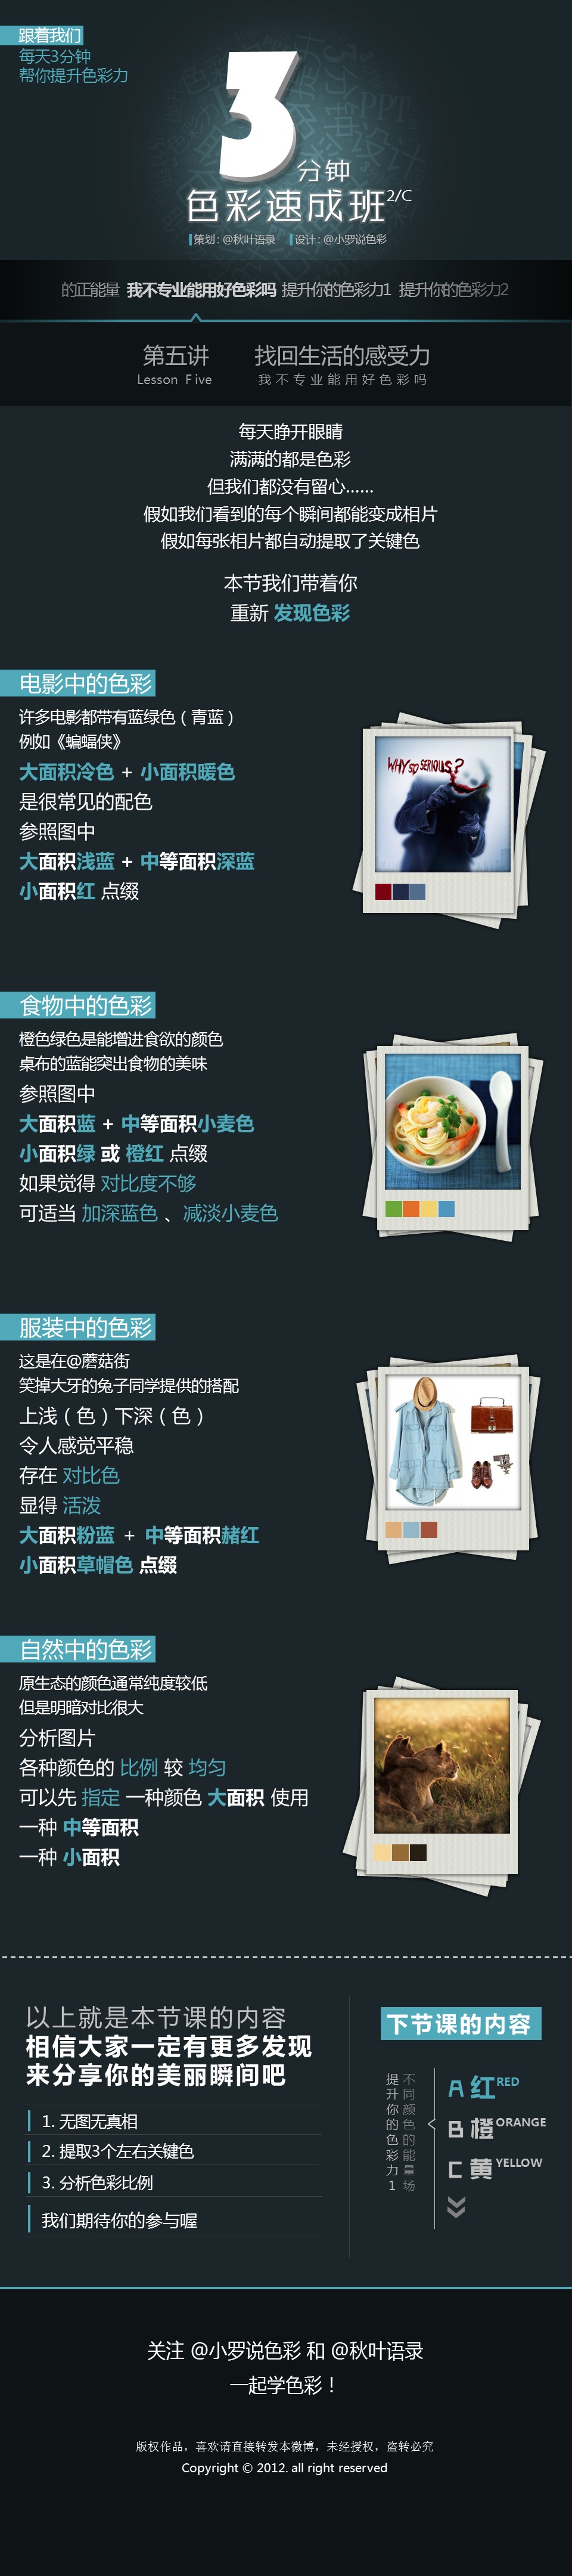 跟着我们
每天3分钟
帮你提升色彩力
PPT
3
分钟
色彩速成班2/C
策划：@秋叶语录 设计：@小罗说色彩
的正能量 我不专业能用好色彩吗 提升你的色彩力1 提升你的色彩力2
第五讲 找回生活的感受力
Lesson Five 我不专业能用好色彩吗
每天睁开眼睛
满满的都是色彩
但我们都没有留心……
假如我们看到的每个瞬间都能变成相片
假如每张相片都自动提取了关键色
本节我们带着你
重新 发现色彩
电影中的色彩
许多电影都带有蓝绿色（青蓝）
例如《蝙蝠侠》
大面积冷色 + 小面积暖色
是很常见的配色
参照图中
大面积浅蓝 + 中等面积深蓝
小面积红 点缀
WHY SO SERIOUS?
食物中的色彩
橙色绿色是能增进食欲的颜色
桌布的蓝能突出食物的美味
参照图中
大面积蓝 + 中等面积小麦色
小面积绿 或 橙红 点缀
如果觉得 对比度不够
可适当 加深蓝色 、减淡小麦色
服装中的色彩
这是在@蘑菇街
笑掉大牙的兔子同学提供的搭配
上浅（色）下深（色）
令人感觉平稳
存在 对比色
显得 活泼
大面积粉蓝 + 中等面积赭红
小面积草帽色 点缀
自然中的色彩
原生态的颜色通常纯度较低
但是明暗对比很大
分析图片
各种颜色的 比例 较 均匀
可以先 指定 一种颜色 大面积 使用
一种 中等面积
一种 小面积
以上就是本节课的内容
相信大家一定有更多发现
来分享你的美丽瞬间吧
1. 无图无真相
2. 提取3个左右关键色
3. 分析色彩比例
我们期待你的参与喔
下节课的内容
不同颜色的能量场
提升你的色彩力1
A 红RED
B 橙ORANGE
C 黄YELLOW
关注 @小罗说色彩 和 @秋叶语录
一起学色彩！
版权作品，喜欢请直接转发本微博，未经授权，盗转必究
Copyright © 2012. all right reserved